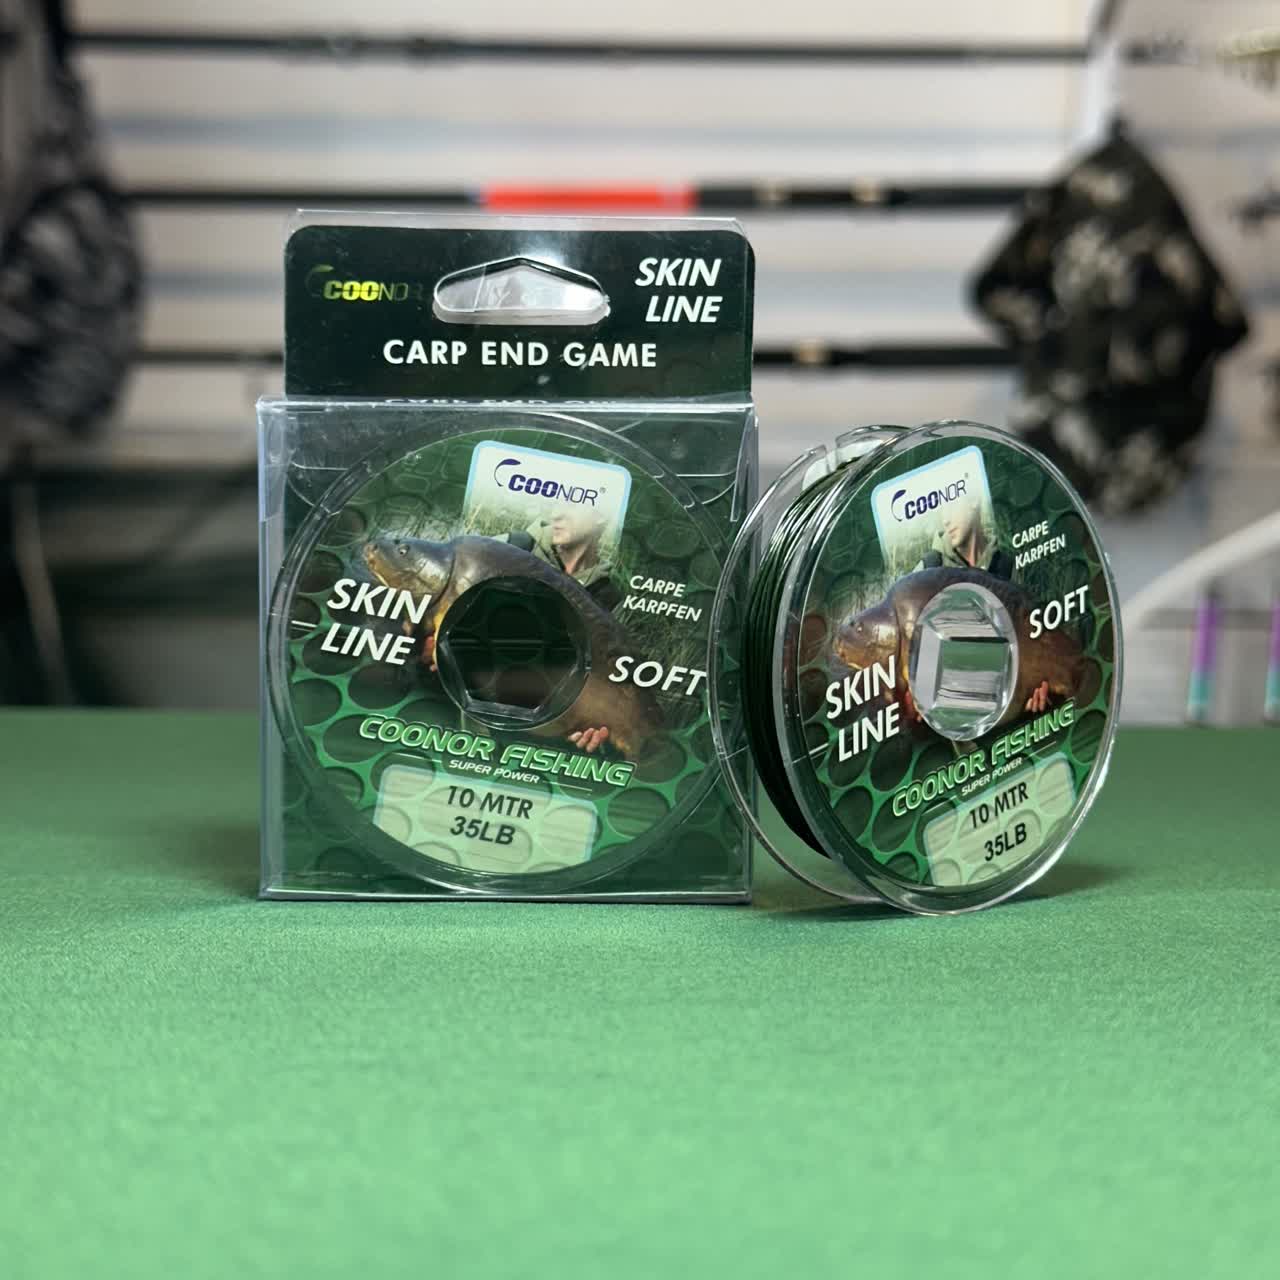 COONOR
SKIN
LINE
CARP END GAME
COONOR®
CARPE
KARPFEN
SKIN
LINE
SOFT
COONOR FISHING
SUPER POWER
10 MTR
35LB
COONOR®
CARPE
KARPFEN
SOFT
SKIN
LINE
COONOR FISHING
SUPER POWER
10 MTR
35LB